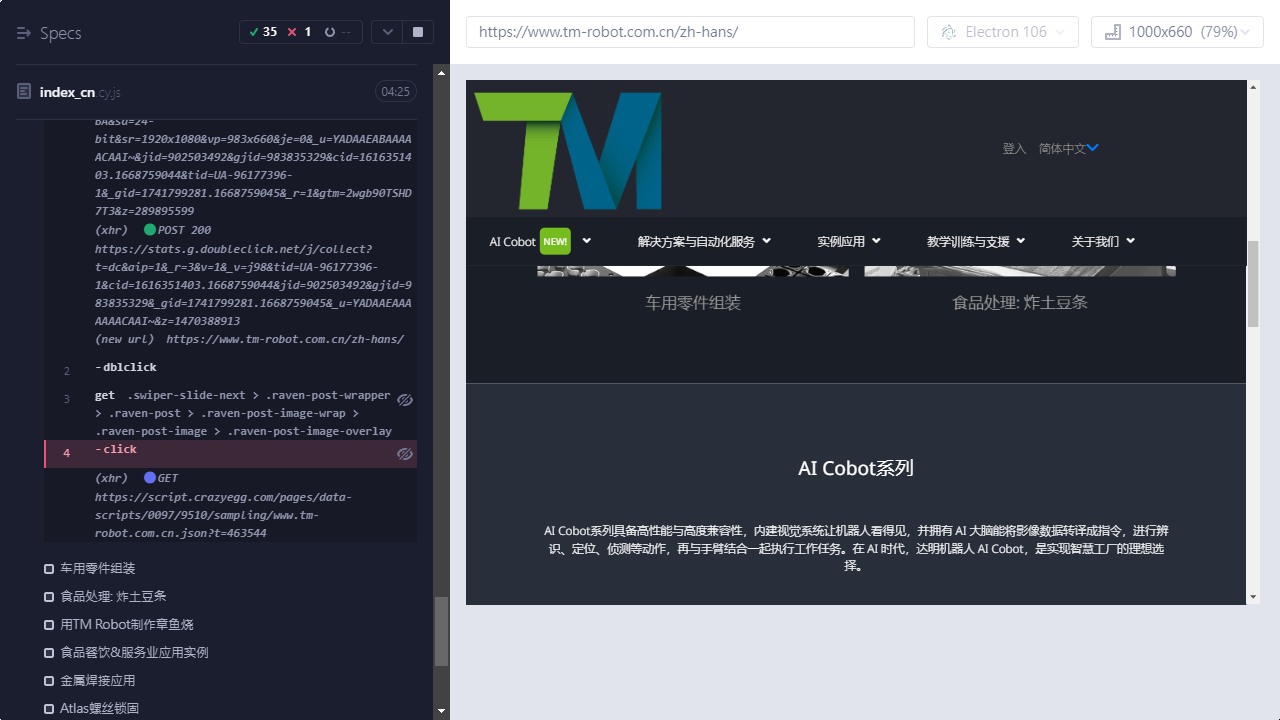 Specs
35
1
--
index_cn.cy.js
04:25
BA&sd=24-
bit&sr=1920x1080&vp=983x660&je=0&_u=YADAAEABAAAA
ACAAI~&jid=902503492&gjid=983835329&cid=16163514
03.1668759044&tid=UA-96177396-
1&_gid=1741799281.1668759045&_r=1&gtm=2wgb90TSHD
7T3&z=289895599
(xhr) POST 200
https://stats.g.doubleclick.net/j/collect?
t=dc&aip=1&_r=3&v=1&_v=j98&tid=UA-96177396-
1&cid=1616351403.1668759044&jid=902503492&gjid=9
83835329&_gid=1741799281.1668759045&_u=YADAAEAAA
AAAACAAI~&z=1470388913
(new url) https://www.tm-robot.com.cn/zh-hans/
2 -dblclick
3 get .swiper-slide-next > .raven-post-wrapper
> .raven-post > .raven-post-image-wrap >
.raven-post-image > .raven-post-image-overlay
4 -click
(xhr) GET
https://script.crazyegg.com/pages/data-
scripts/0097/9510/sampling/www.tm-
robot.com.cn.json?t=463544
车用零件组装
食品处理: 炸土豆条
用TM Robot制作章鱼烧
食品餐饮&服务业应用实例
金属焊接应用
Atlas螺丝锁固
https://www.tm-robot.com.cn/zh-hans/
Electron 106
1000x660 (79%)
TM
登入 简体中文
AI Cobot NEW! 解决方案与自动化服务 实例应用 教学训练与支援 关于我们
车用零件组装
食品处理: 炸土豆条
AI Cobot系列
AI Cobot系列具备高性能与高度兼容性，内建视觉系统让机器人看得见，并拥有 AI 大脑能将影像数据转译成指令，进行辨
识、定位、侦测等动作，再与手臂结合一起执行工作任务。在 AI 时代，达明机器人 AI Cobot，是实现智慧工厂的理想选
择。